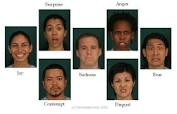 Surprise
Anger
Joy
Sadness
Fear
Contempt
Disgust